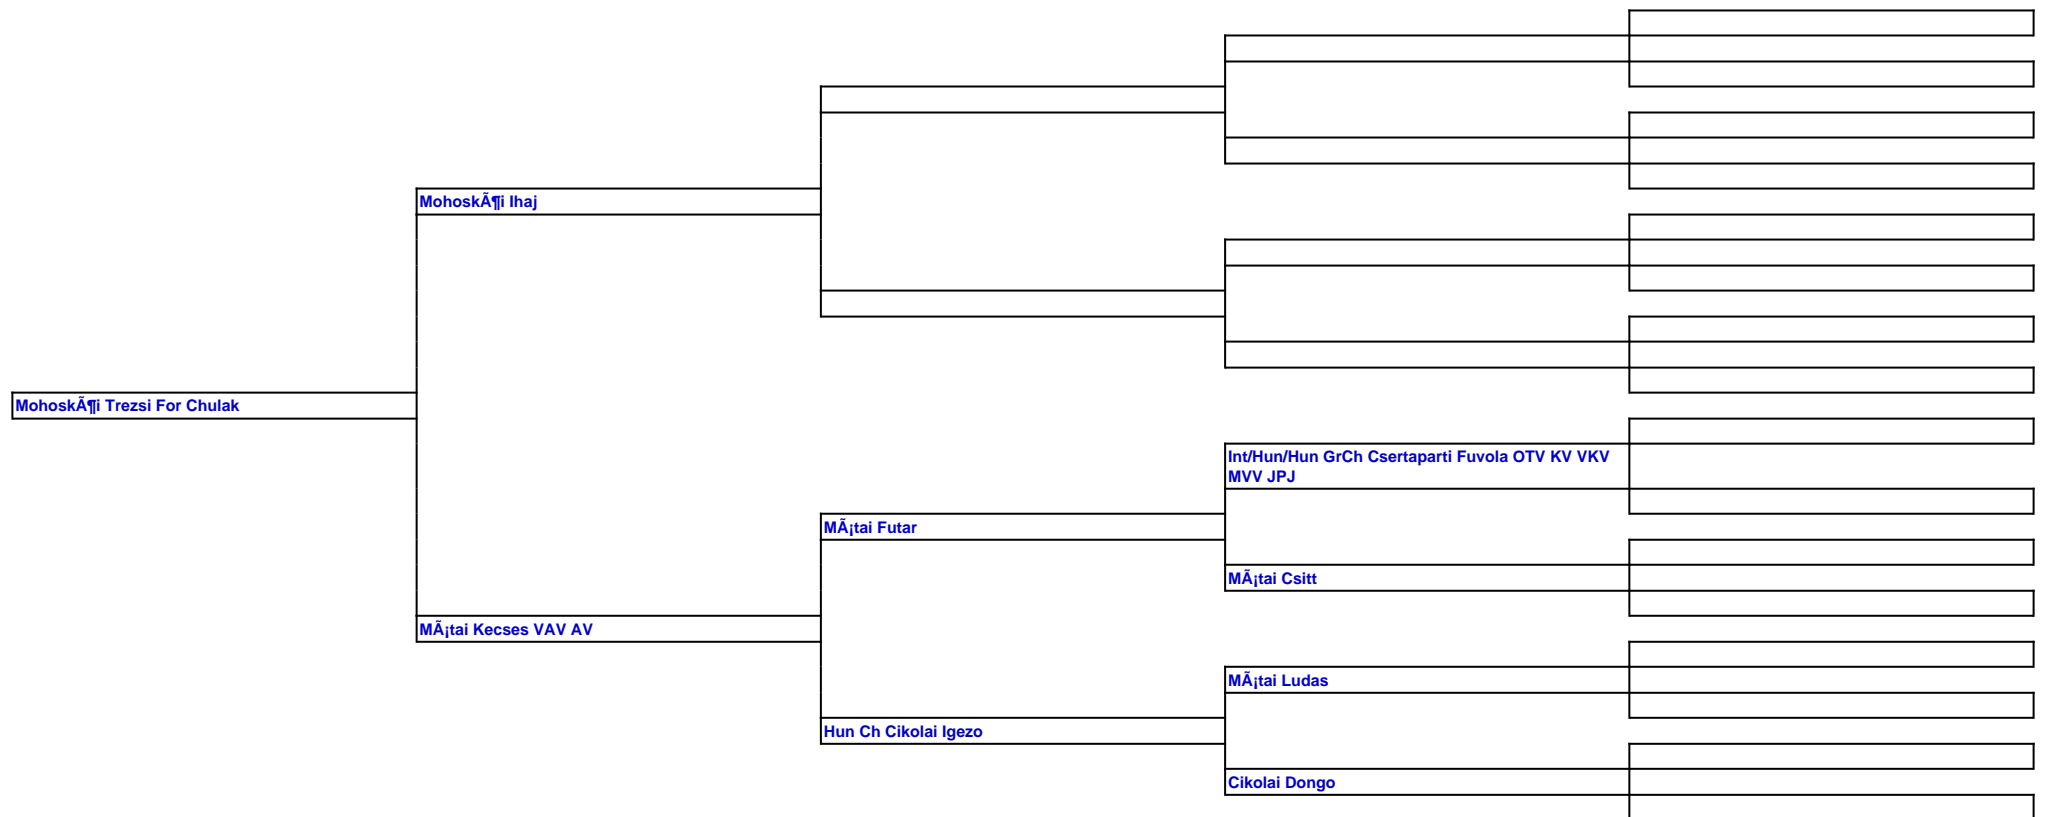 MohoskÃ¶i Ihaj
MohoskÃ¶i Trezsi For Chulak
Int/Hun/Hun GrCh Csertaparti Fuvola OTV KV VKV
MVV JPJ
MÃ¡tai Futar
MÃ¡tai Csitt
MÃ¡tai Kecses VAV AV
MÃ¡tai Ludas
Hun Ch Cikolai Igezo
Cikolai Dongo